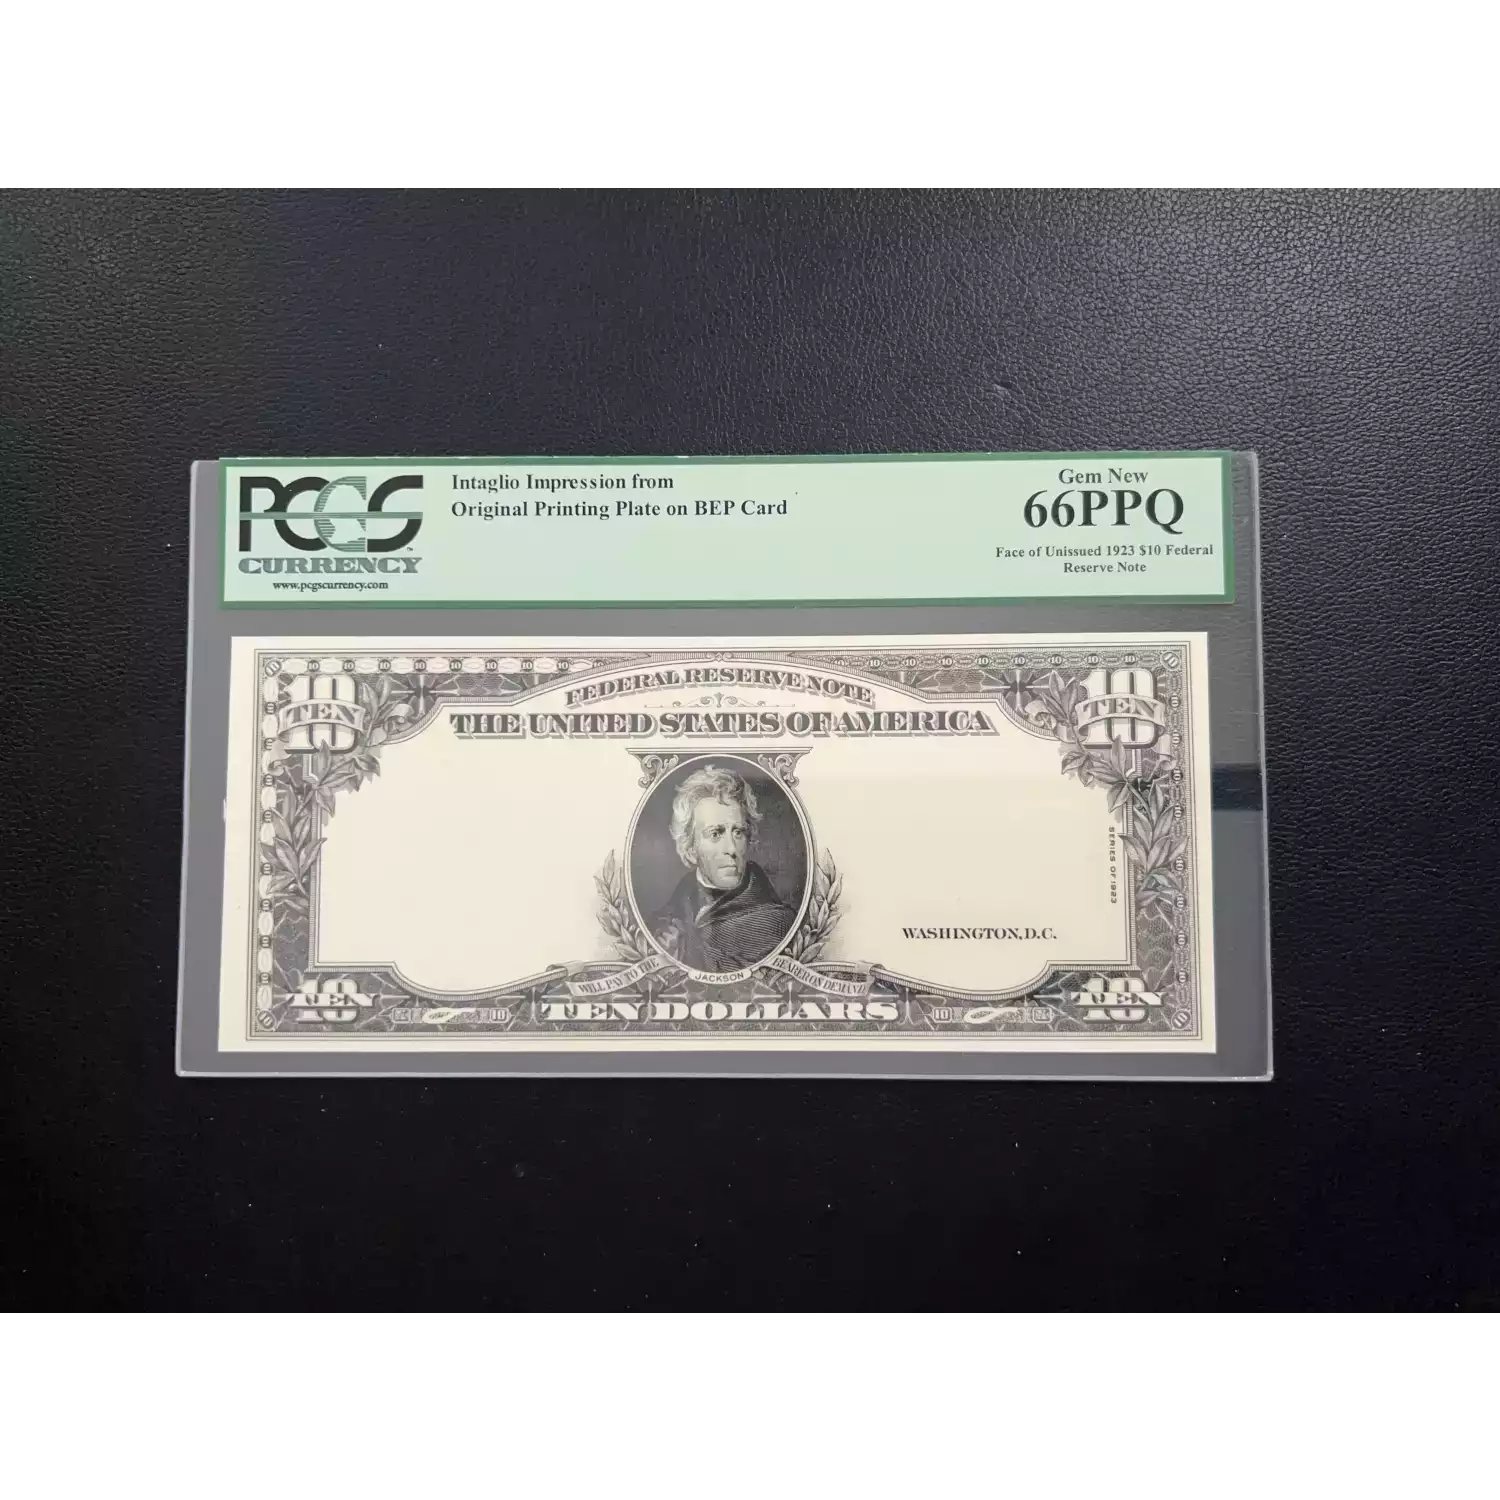 PCGS
CURRENCY
www.pcgscurrency.com
Intaglio Impression from
Original Printing Plate on BEP Card
Gem New
66PPQ
Face of Unissued 1923 $10 Federal
Reserve Note
FEDERAL RESERVE NOTE
THE UNITED STATES OF AMERICA
10
TEN
10
TEN
SERIES OF 1923
WASHINGTON, D.C.
WILL PAY TO THE
JACKSON
BEARER ON DEMAND
TEN
10
TEN DOLLARS
10
TEN